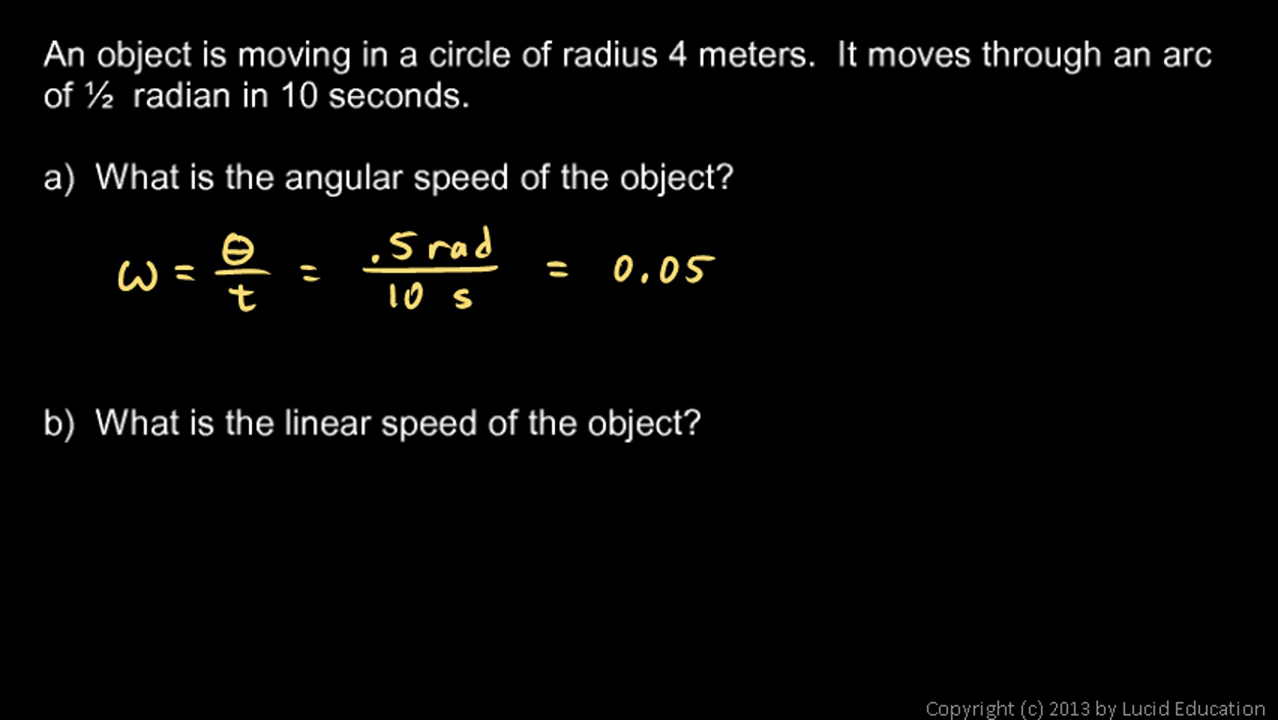 An object is moving in a circle of radius 4 meters. It moves through an arc
of ½ radian in 10 seconds.
a) What is the angular speed of the object?
ω = θ/t = .5 rad/10 s = 0.05
b) What is the linear speed of the object?
Copyright (c) 2013 by Lucid Education